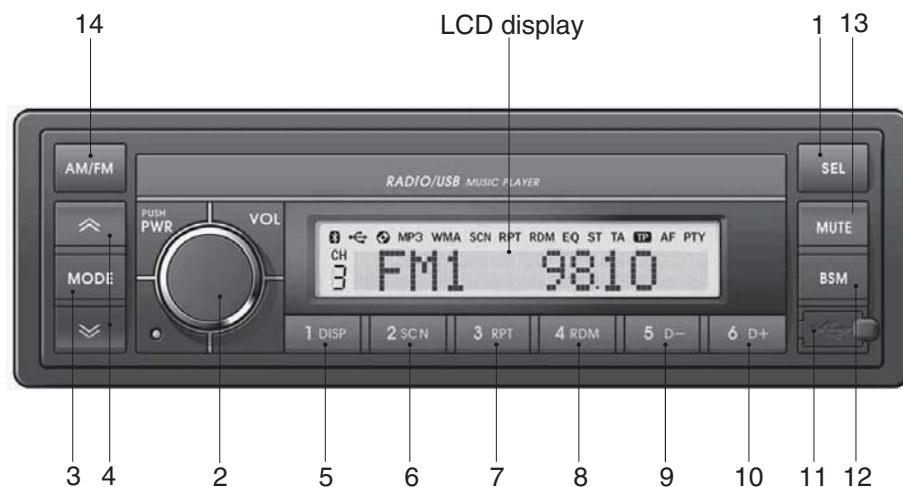 14 LCD display 1 13
AM/FM
SEL
RADIO/USB MUSIC PLAYER
PUSH
PWR
VOL
MP3 WMA SCN RPT RDM EQ ST TA TP AF PTY
CH
3 FM1 98.10
MUTE
MODE
BSM
1 DISP 2 SCN 3 RPT 4 RDM 5 D− 6 D+
3 4 2 5 6 7 8 9 10 11 12